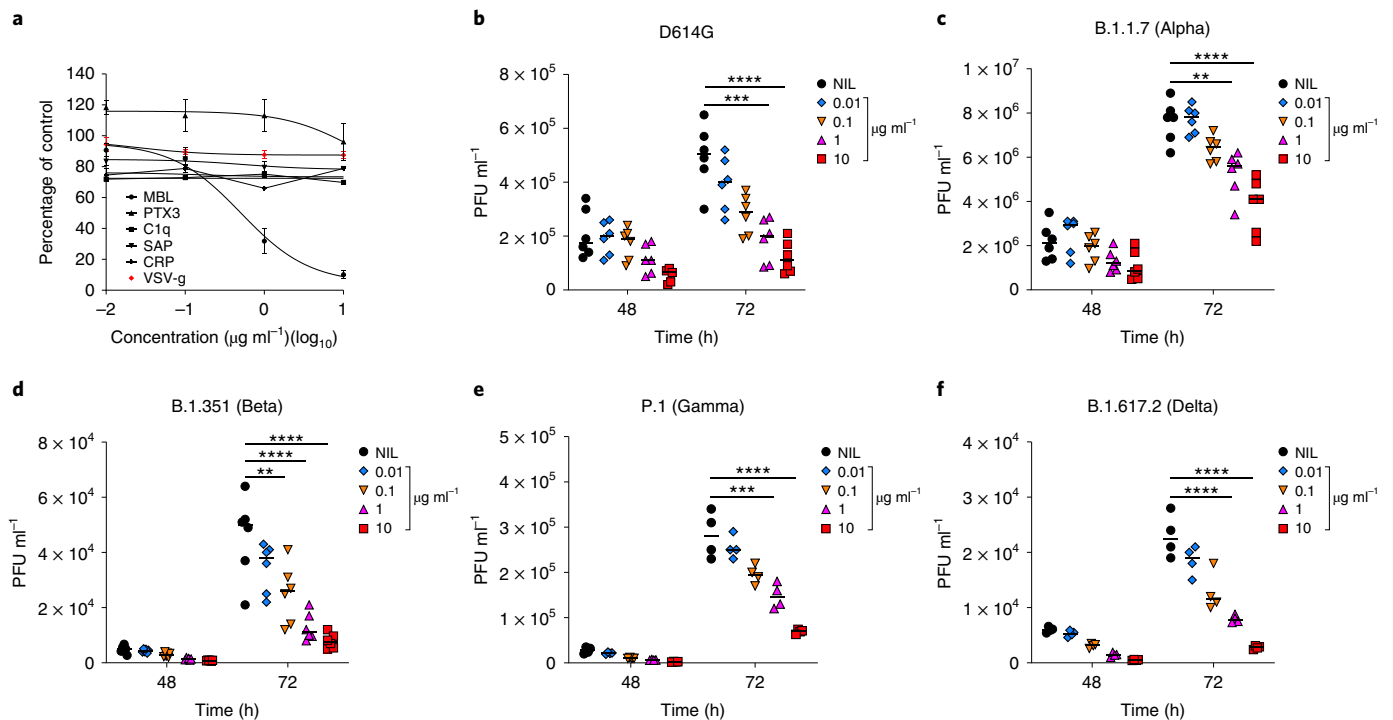 a
Percentage of control
140
120
100
80
60
40
20
0
MBL
PTX3
C1q
SAP
CRP
VSV-g
−2
−1
0
1
Concentration (μg ml⁻¹)(log₁₀)
b
D614G
PFU ml⁻¹
8 × 10⁵
6 × 10⁵
4 × 10⁵
2 × 10⁵
0
****
***
48
72
Time (h)
NIL
0.01
0.1
1
10
μg ml⁻¹
c
B.1.1.7 (Alpha)
PFU ml⁻¹
1 × 10⁷
8 × 10⁶
6 × 10⁶
4 × 10⁶
2 × 10⁶
0
****
**
48
72
Time (h)
NIL
0.01
0.1
1
10
μg ml⁻¹
d
B.1.351 (Beta)
PFU ml⁻¹
8 × 10⁴
6 × 10⁴
4 × 10⁴
2 × 10⁴
0
****
****
**
48
72
Time (h)
NIL
0.01
0.1
1
10
μg ml⁻¹
e
P.1 (Gamma)
PFU ml⁻¹
5 × 10⁵
4 × 10⁵
3 × 10⁵
2 × 10⁵
1 × 10⁵
0
****
***
48
72
Time (h)
NIL
0.01
0.1
1
10
μg ml⁻¹
f
B.1.617.2 (Delta)
PFU ml⁻¹
4 × 10⁴
3 × 10⁴
2 × 10⁴
1 × 10⁴
0
****
****
48
72
Time (h)
NIL
0.01
0.1
1
10
μg ml⁻¹